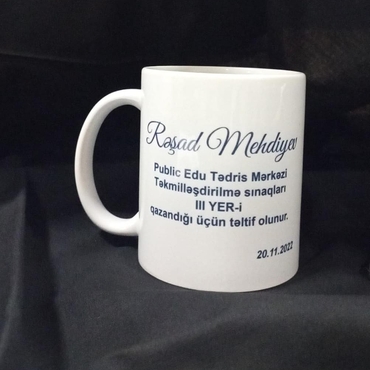 Rəşad Mehdiyev
Public Edu Tədris Mərkəzi
Təkmilləşdirilmə sınaqları
III YER-i
qazandığı üçün təltif olunur.
20.11.2022